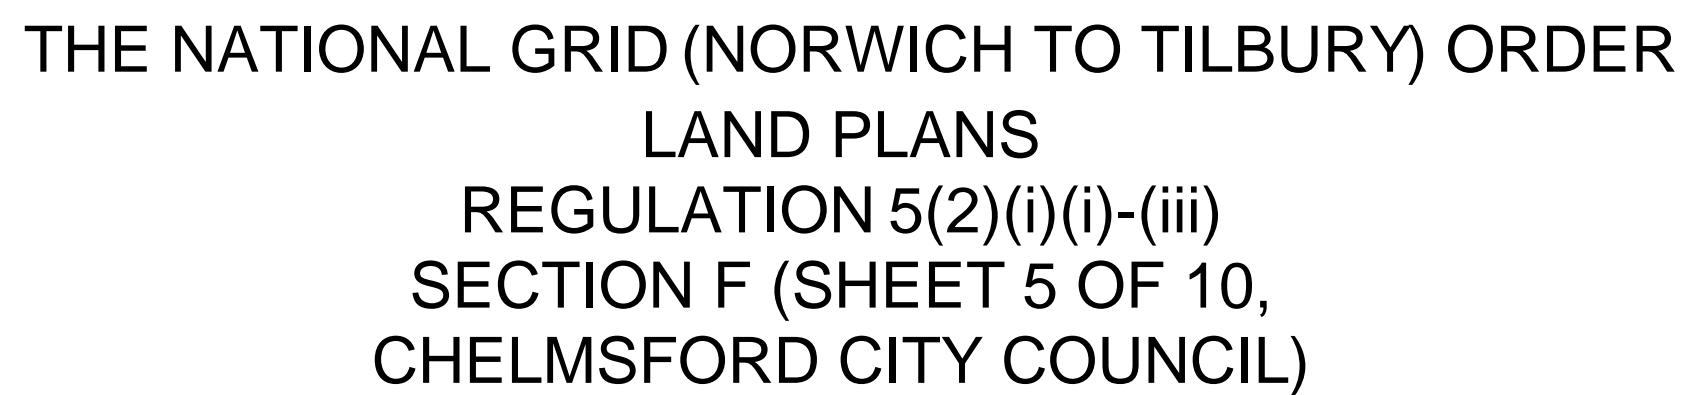 THE NATIONAL GRID (NORWICH TO TILBURY) ORDER
LAND PLANS
REGULATION 5(2)(i)(i)-(iii)
SECTION F (SHEET 5 OF 10,
CHELMSFORD CITY COUNCIL)